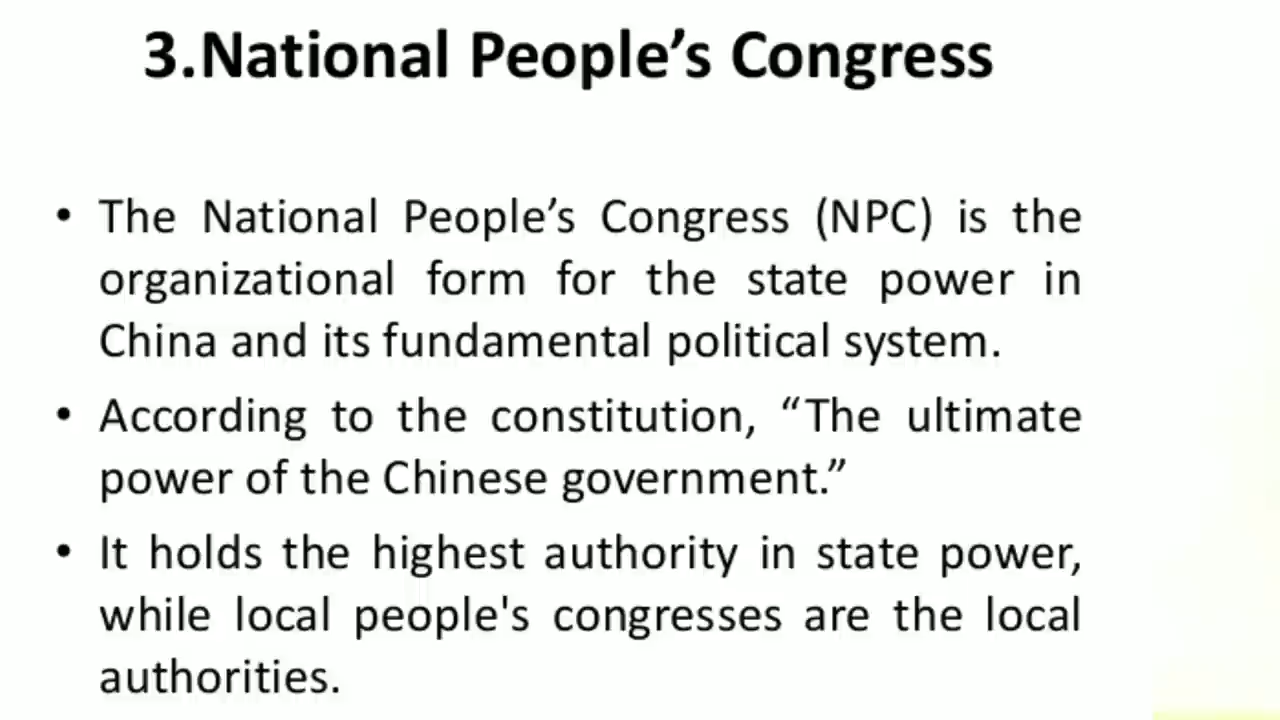 3.National People’s Congress
• The National People’s Congress (NPC) is the
organizational form for the state power in
China and its fundamental political system.
• According to the constitution, “The ultimate
power of the Chinese government.”
• It holds the highest authority in state power,
while local people's congresses are the local
authorities.